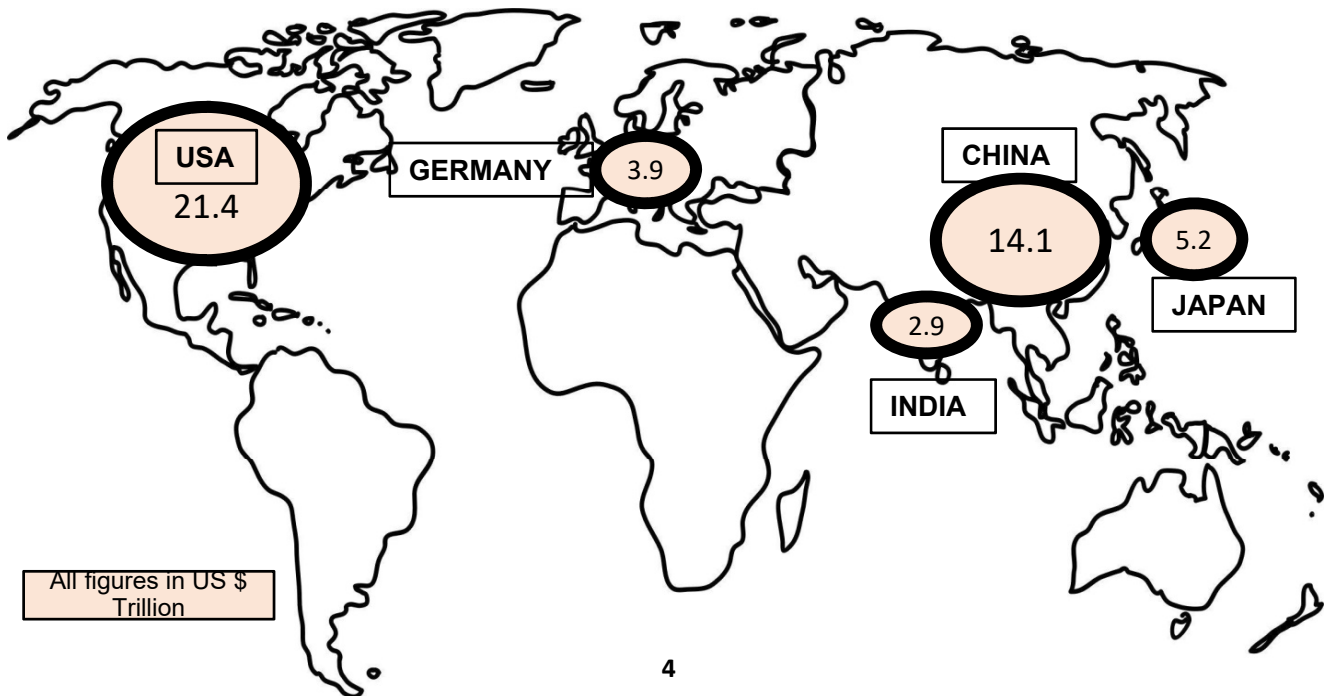 USA
21.4
GERMANY
3.9
CHINA
14.1
5.2
JAPAN
2.9
INDIA
All figures in US $
Trillion
4